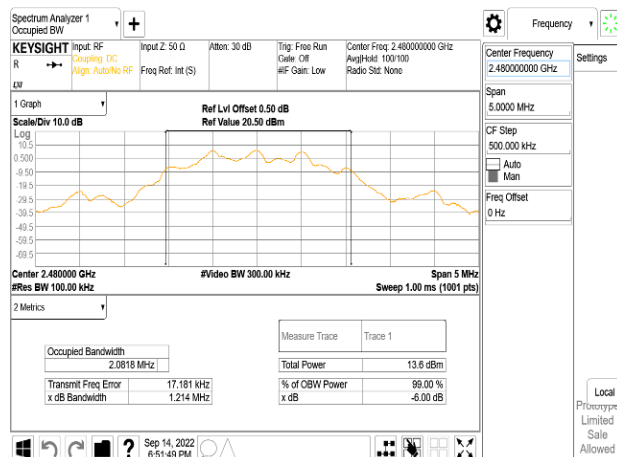 Spectrum Analyzer 1
Occupied BW
Frequency
KEYSIGHT Input: RF Input Z: 50 Ω Atten: 30 dB Trig: Free Run Center Freq: 2.480000000 GHz
R Coupling: DC Gate: Off Avg|Hold: 100/100
Align: Auto/No RF Freq Ref: Int (S) #IF Gain: Low Radio Std: None
LXI
Center Frequency
2.480000000 GHz
Settings
Span
5.0000 MHz
CF Step
500.000 kHz
Auto
Man
Freq Offset
0 Hz
1 Graph
Ref Lvl Offset 0.50 dB
Scale/Div 10.0 dB Ref Value 20.50 dBm
Log
10.5
0.500
-9.50
-19.5
-29.5
-39.5
-49.5
-59.5
-69.5
Center 2.480000 GHz #Video BW 300.00 kHz Span 5 MHz
#Res BW 100.00 kHz Sweep 1.00 ms (1001 pts)
2 Metrics
Measure Trace Trace 1
Occupied Bandwidth
2.0818 MHz Total Power 13.6 dBm
Transmit Freq Error 17.181 kHz % of OBW Power 99.00 %
x dB Bandwidth 1.214 MHz x dB -6.00 dB
Local
Prototype
Limited
Sale
Allowed
? Sep 14, 2022
6:51:49 PM